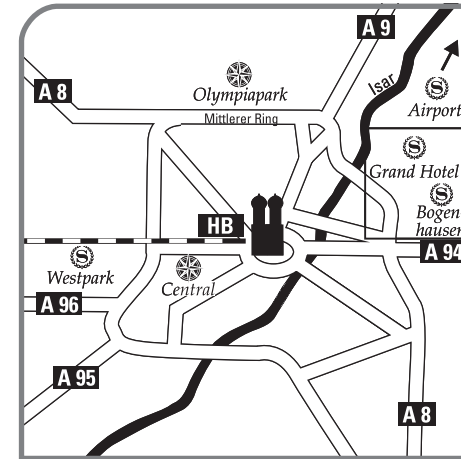 A 9
A 8
Olympiapark
Mittlerer Ring
Isar
S
Airport
S
Grand Hotel
S
Bogen
hausen
HB
A 94
S
Westpark
Central
A 96
A 95
A 8